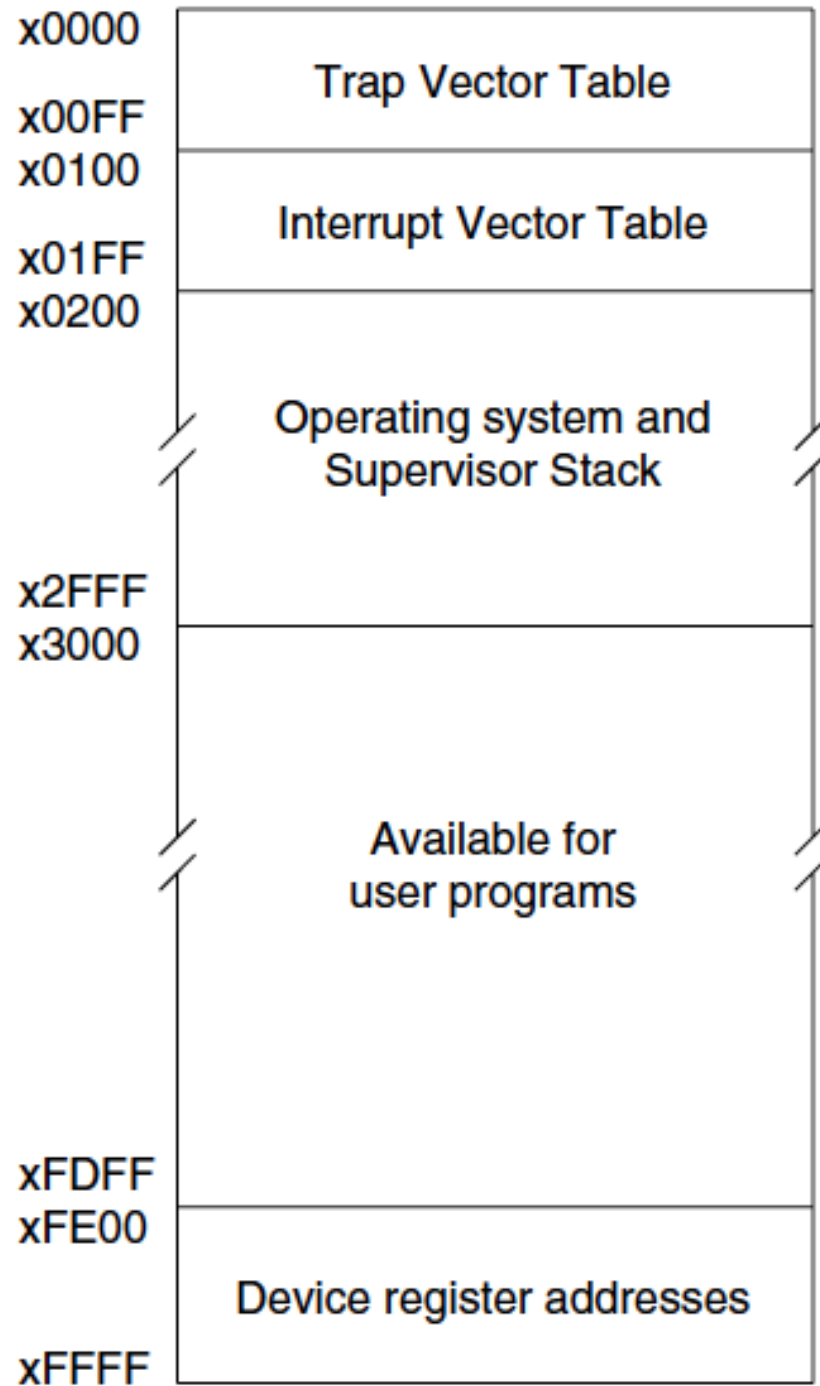 x0000
Trap Vector Table
x00FF
x0100
Interrupt Vector Table
x01FF
x0200
Operating system and
Supervisor Stack
x2FFF
x3000
Available for
user programs
xFDFF
xFE00
Device register addresses
xFFFF